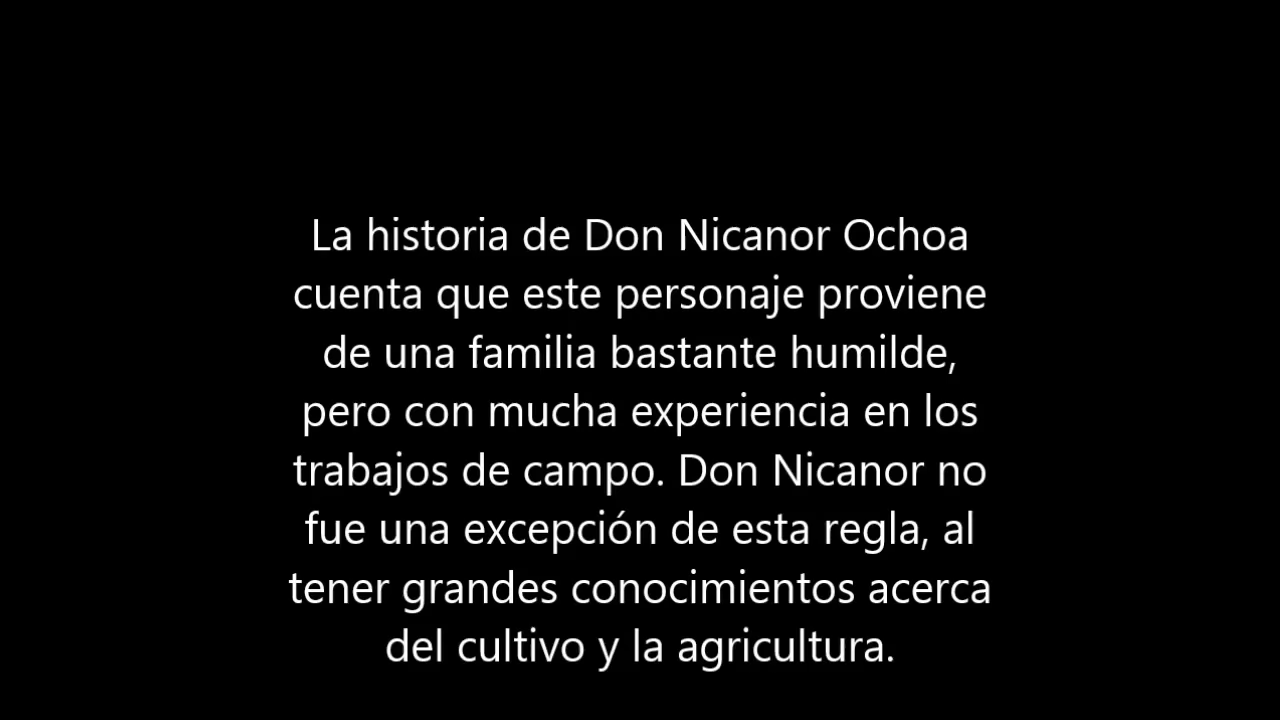 La historia de Don Nicanor Ochoa
cuenta que este personaje proviene
de una familia bastante humilde,
pero con mucha experiencia en los
trabajos de campo. Don Nicanor no
fue una excepción de esta regla, al
tener grandes conocimientos acerca
del cultivo y la agricultura.